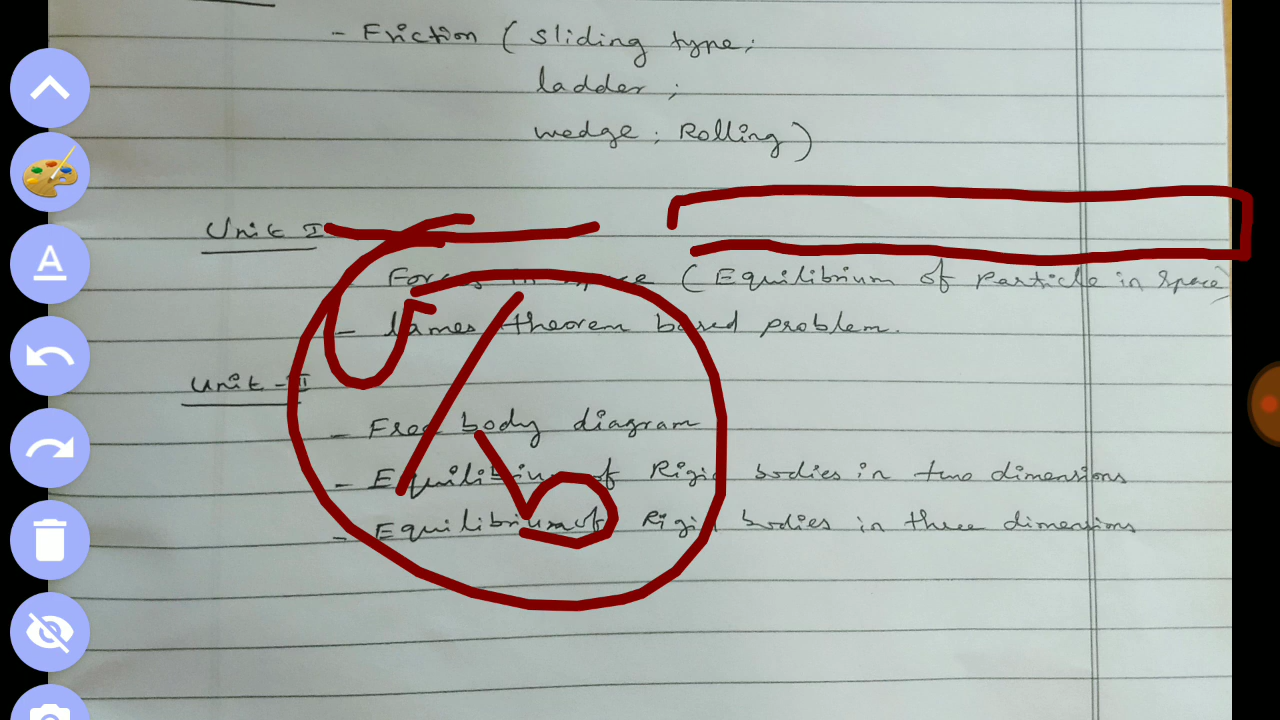 - Friction ( sliding type;
ladder ;
wedge ; Rolling )
Unit I
Forces in space ( Equilibrium of Particle in Space )
- lames theorem based problem.
Unit - II
- Free body diagram
- Equilibrium of Rigid bodies in two dimensions
- Equilibrium of Rigid bodies in three dimensions
A